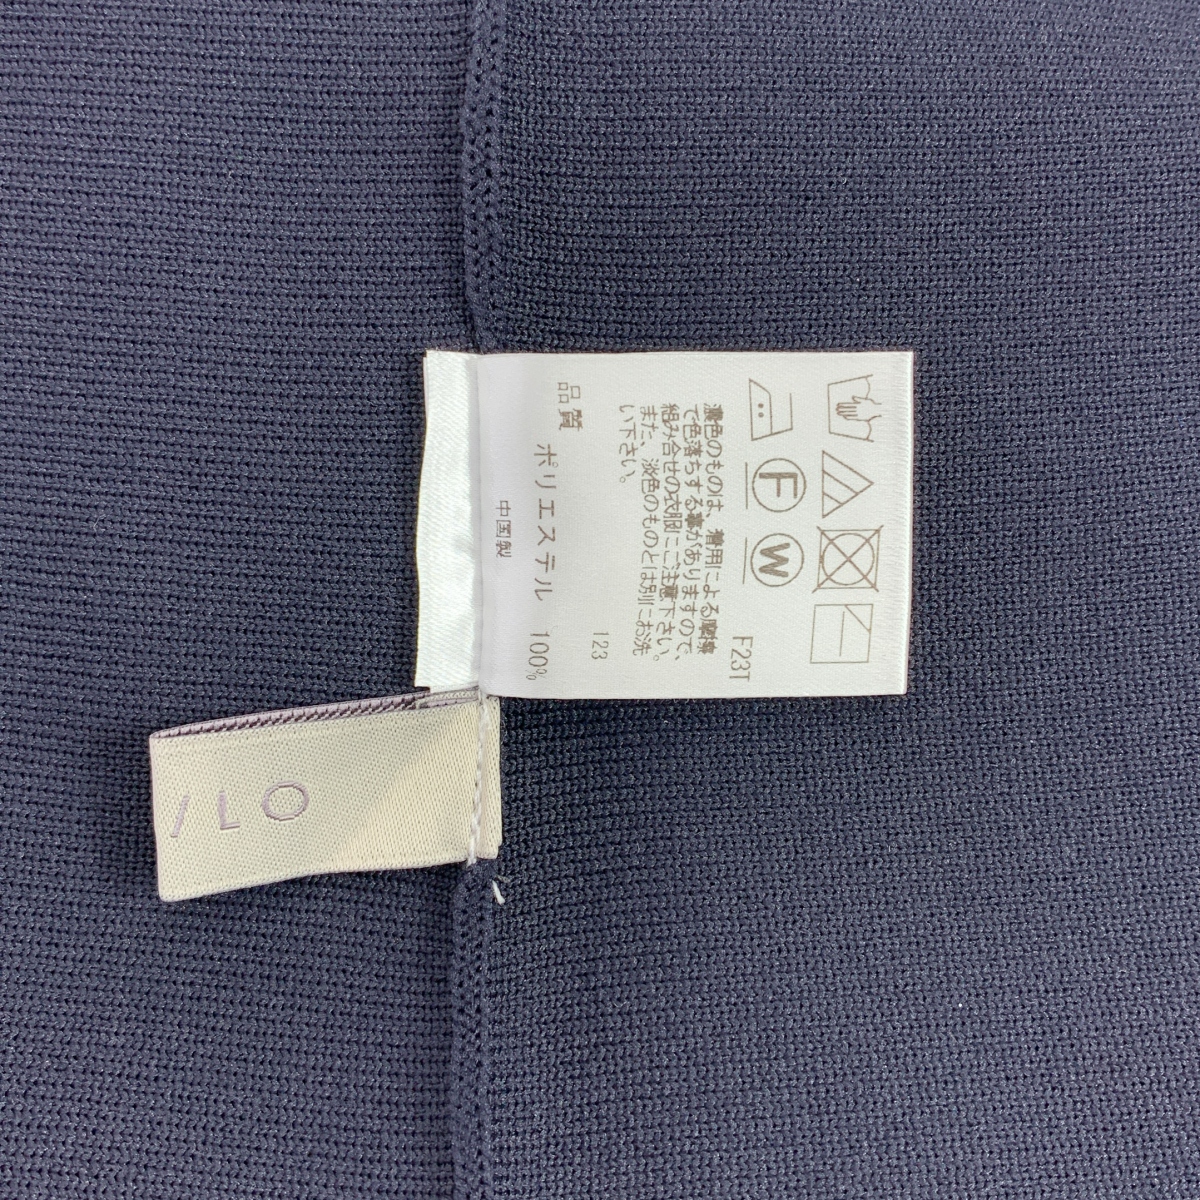 F23T
濃色のものは、着用による摩擦
で色落ちする事がありますので、
組み合せの衣服にご注意下さい。
また、淡色のものとは別にお洗
い下さい。
123
品質
ポリエステル 100%
中国製
F
W
OL/